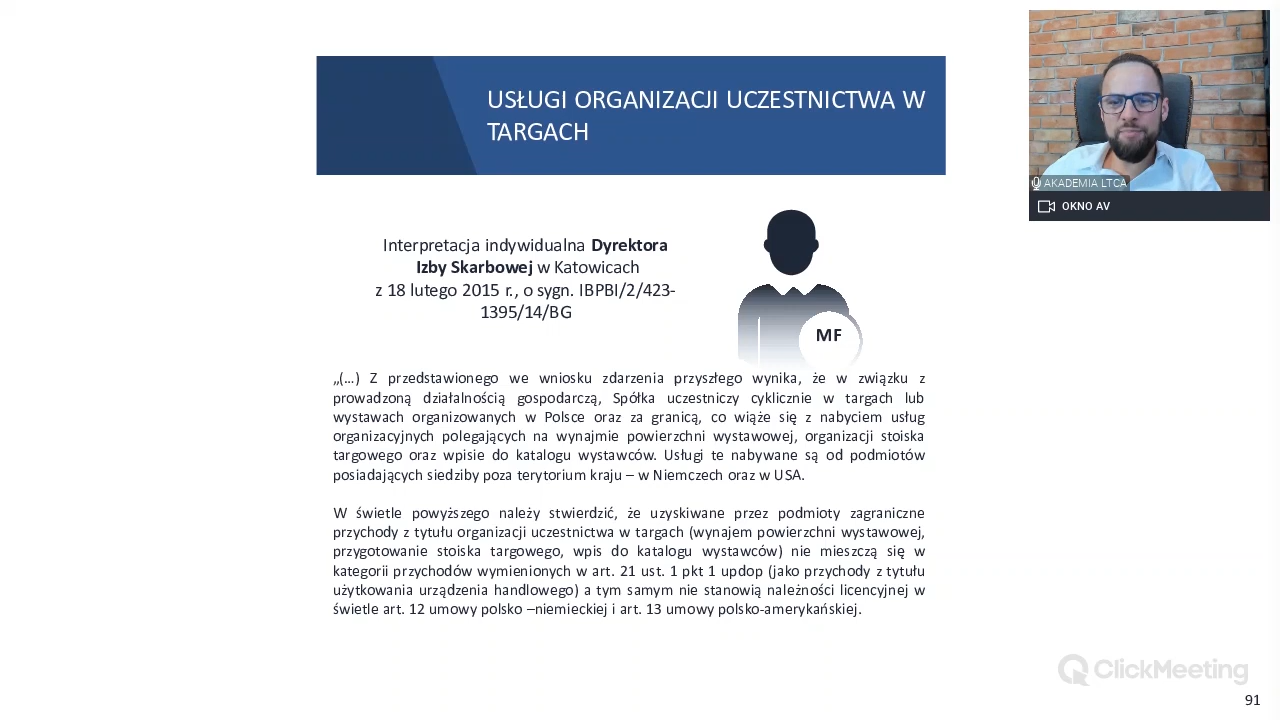 USŁUGI ORGANIZACJI UCZESTNICTWA W
TARGACH
AKADEMIA LTCA
OKNO AV
Interpretacja indywidualna Dyrektora
Izby Skarbowej w Katowicach
z 18 lutego 2015 r., o sygn. IBPBI/2/423-
1395/14/BG
MF
„(…) Z przedstawionego we wniosku zdarzenia przyszłego wynika, że w związku z
prowadzoną działalnością gospodarczą, Spółka uczestniczy cyklicznie w targach lub
wystawach organizowanych w Polsce oraz za granicą, co wiąże się z nabyciem usług
organizacyjnych polegających na wynajmie powierzchni wystawowej, organizacji stoiska
targowego oraz wpisie do katalogu wystawców. Usługi te nabywane są od podmiotów
posiadających siedziby poza terytorium kraju – w Niemczech oraz w USA.
W świetle powyższego należy stwierdzić, że uzyskiwane przez podmioty zagraniczne
przychody z tytułu organizacji uczestnictwa w targach (wynajem powierzchni wystawowej,
przygotowanie stoiska targowego, wpis do katalogu wystawców) nie mieszczą się w
kategorii przychodów wymienionych w art. 21 ust. 1 pkt 1 updop (jako przychody z tytułu
użytkowania urządzenia handlowego) a tym samym nie stanowią należności licencyjnej w
świetle art. 12 umowy polsko –niemieckiej i art. 13 umowy polsko-amerykańskiej.
ClickMeeting
91